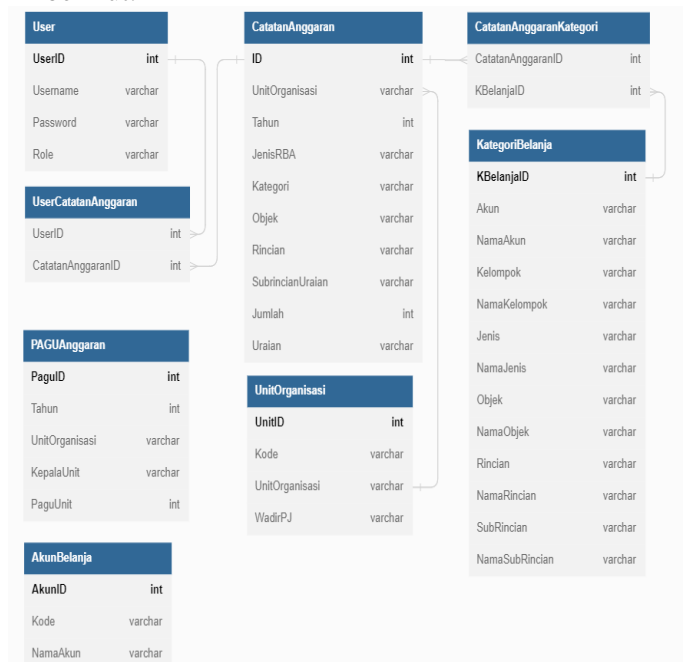 User
UserID int
Username varchar
Password varchar
Role varchar
UserCatatanAnggaran
UserID int
CatatanAnggaranID int
PAGUAnggaran
PaguID int
Tahun int
UnitOrganisasi varchar
KepalaUnit varchar
PaguUnit int
AkunBelanja
AkunID int
Kode varchar
NamaAkun varchar
CatatanAnggaran
ID int
UnitOrganisasi varchar
Tahun int
JenisRBA varchar
Kategori varchar
Objek varchar
Rincian varchar
SubrincianUraian varchar
Jumlah int
Uraian varchar
UnitOrganisasi
UnitID int
Kode varchar
UnitOrganisasi varchar
WadirPJ varchar
CatatanAnggaranKategori
CatatanAnggaranID int
KBelanjaID int
KategoriBelanja
KBelanjaID int
Akun varchar
NamaAkun varchar
Kelompok varchar
NamaKelompok varchar
Jenis varchar
NamaJenis varchar
Objek varchar
NamaObjek varchar
Rincian varchar
NamaRincian varchar
SubRincian varchar
NamaSubRincian varchar